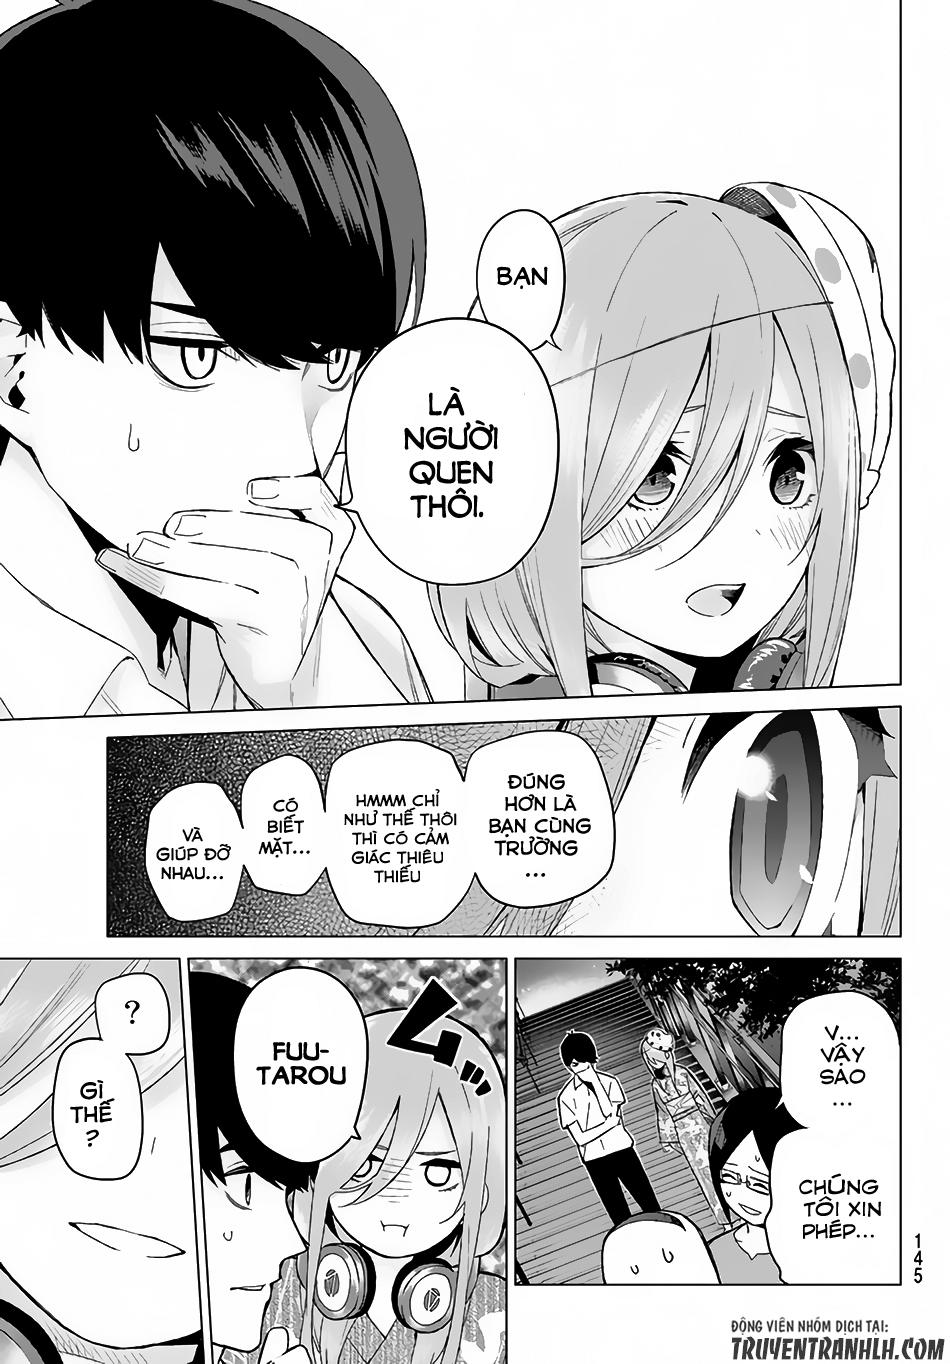 BẠN
LÀ
NGƯỜI
QUEN
THÔI.
ĐÚNG
HƠN LÀ
BẠN CÙNG
TRƯỜNG
...
HMMM CHỈ
NHƯ THẾ THÔI
THÌ CÓ CẢM
GIÁC THIÊU
THIẾU
CÓ
BIẾT
MẶT...
VÀ
GIÚP ĐỠ
NHAU...
V...
VẬY
SAO
...
CHÚNG
TÔI XIN
PHÉP...
FUU-
TAROU
ム
?
GÌ
THẾ
?
145
ĐỘNG VIÊN NHÓM DỊCH TẠI:
TRUYENTRANHLH.COM